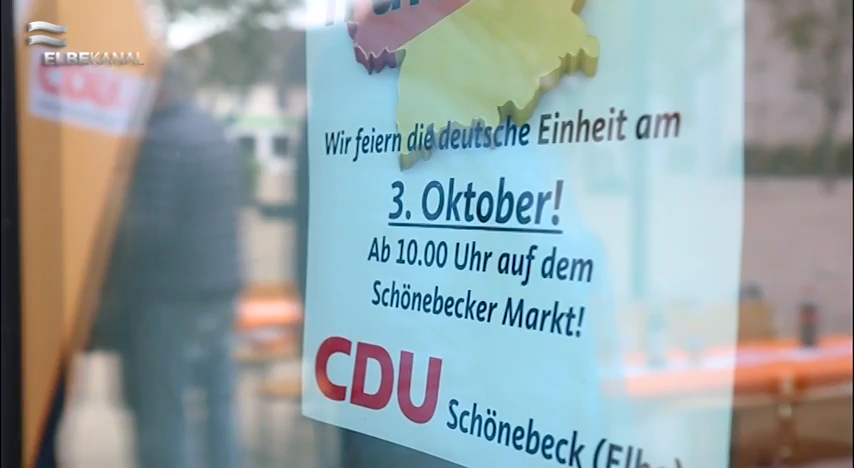 ELBEKANAL
CDU
Wir feiern die deutsche Einheit am
3. Oktober!
Ab 10.00 Uhr auf dem
Schönebecker Markt!
CDU Schönebeck (Elbe)